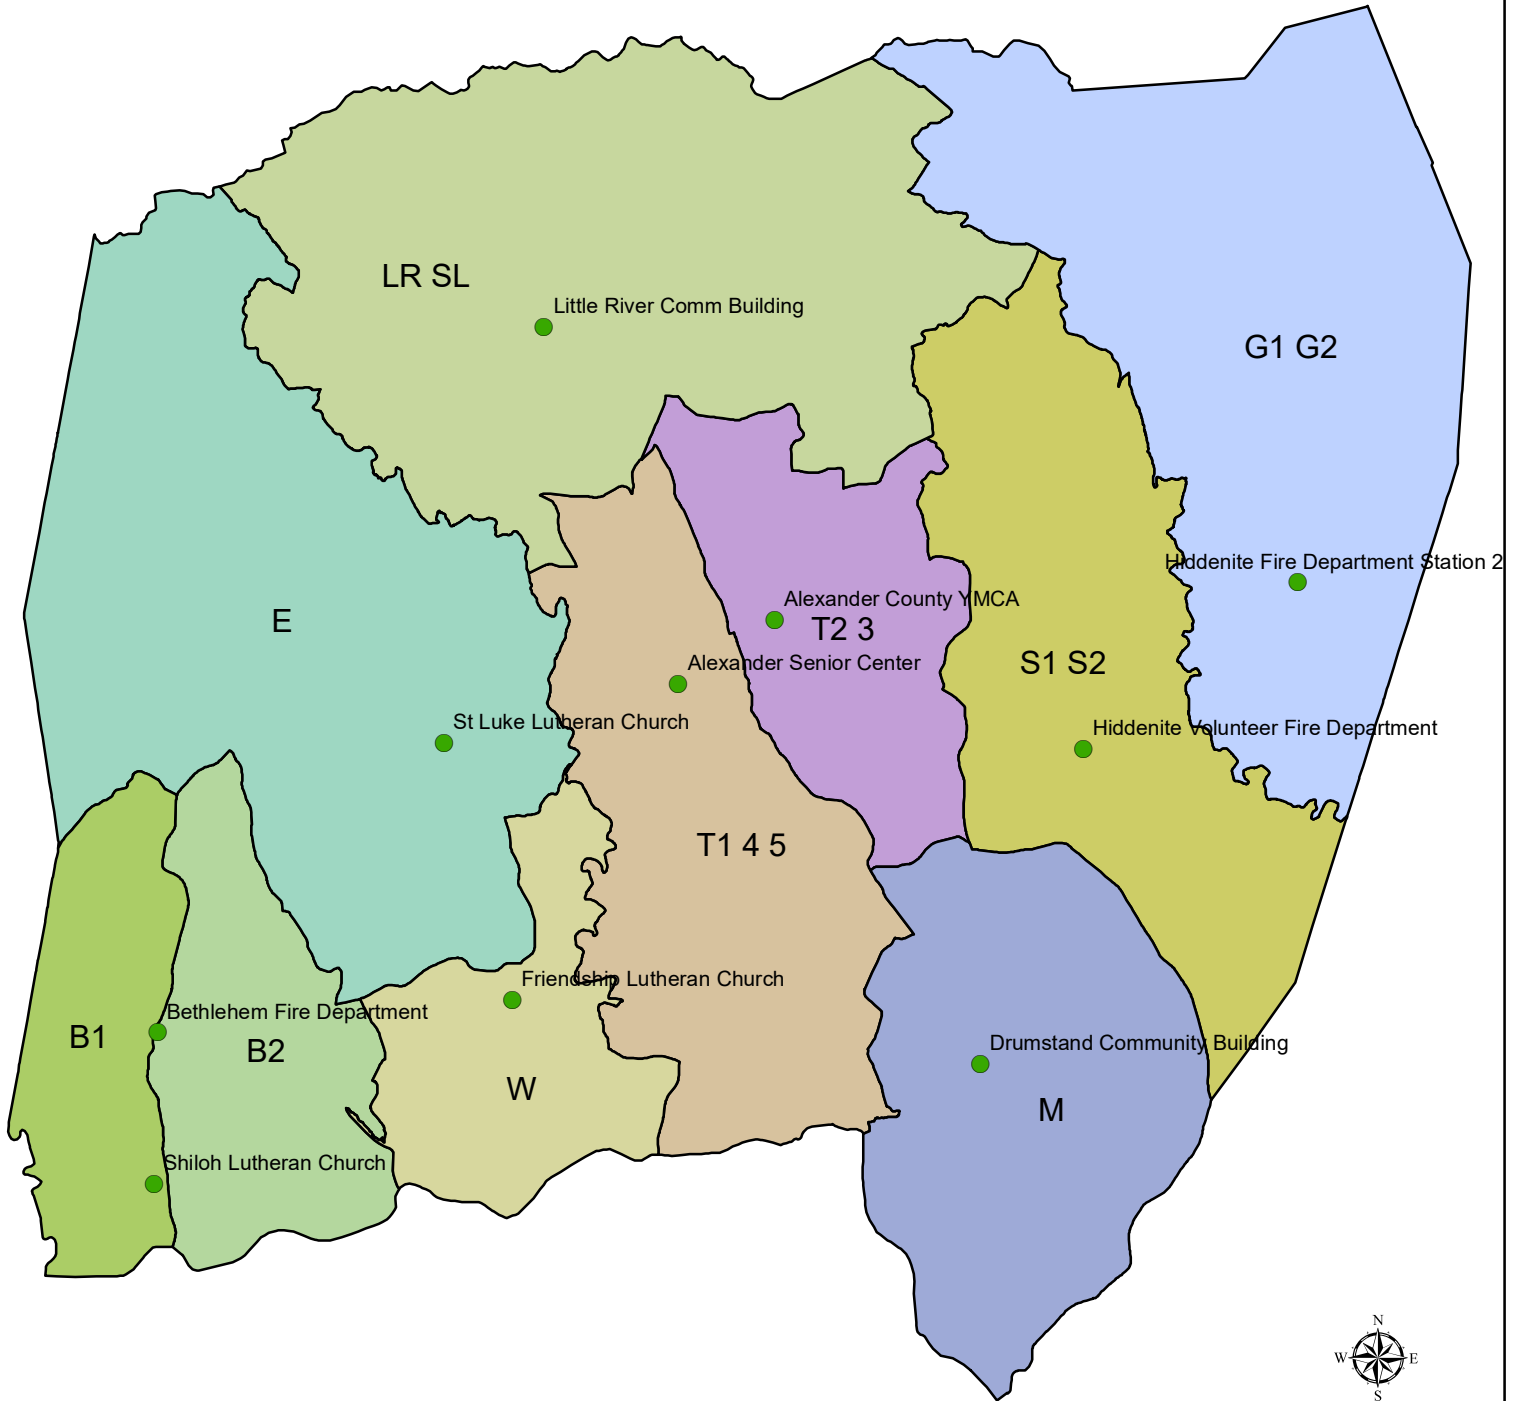 LR SL
Little River Comm Building
G1 G2
Hiddenite Fire Department Station 2
Alexander County YMCA
E
T2 3
Alexander Senior Center
S1 S2
St Luke Lutheran Church
Hiddenite Volunteer Fire Department
T1 4 5
Friendship Lutheran Church
Bethlehem Fire Department
B1
B2
Drumstand Community Building
W
M
Shiloh Lutheran Church
N
W
E
S